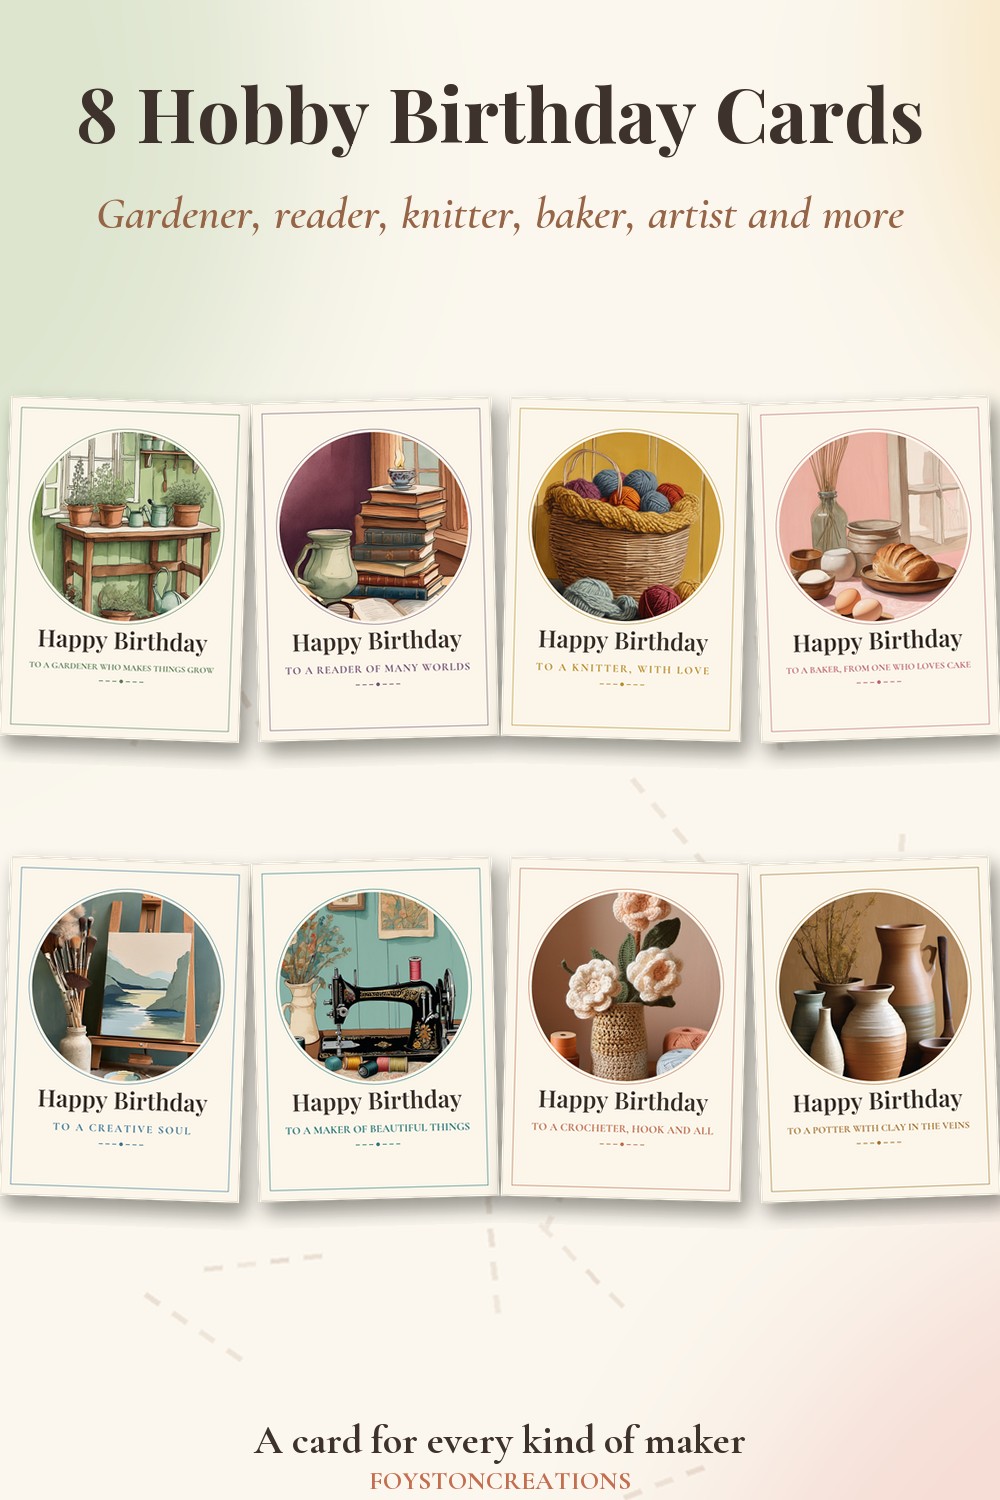 8 Hobby Birthday Cards
Gardener, reader, knitter, baker, artist and more
Happy Birthday
TO A GARDENER WHO MAKES THINGS GROW
Happy Birthday
TO A READER OF MANY WORLDS
Happy Birthday
TO A KNITTER, WITH LOVE
Happy Birthday
TO A BAKER, FROM ONE WHO LOVES CAKE
Happy Birthday
TO A CREATIVE SOUL
Happy Birthday
TO A MAKER OF BEAUTIFUL THINGS
Happy Birthday
TO A CROCHETER, HOOK AND ALL
Happy Birthday
TO A POTTER WITH CLAY IN THE VEINS
A card for every kind of maker
FOYSTONCREATIONS